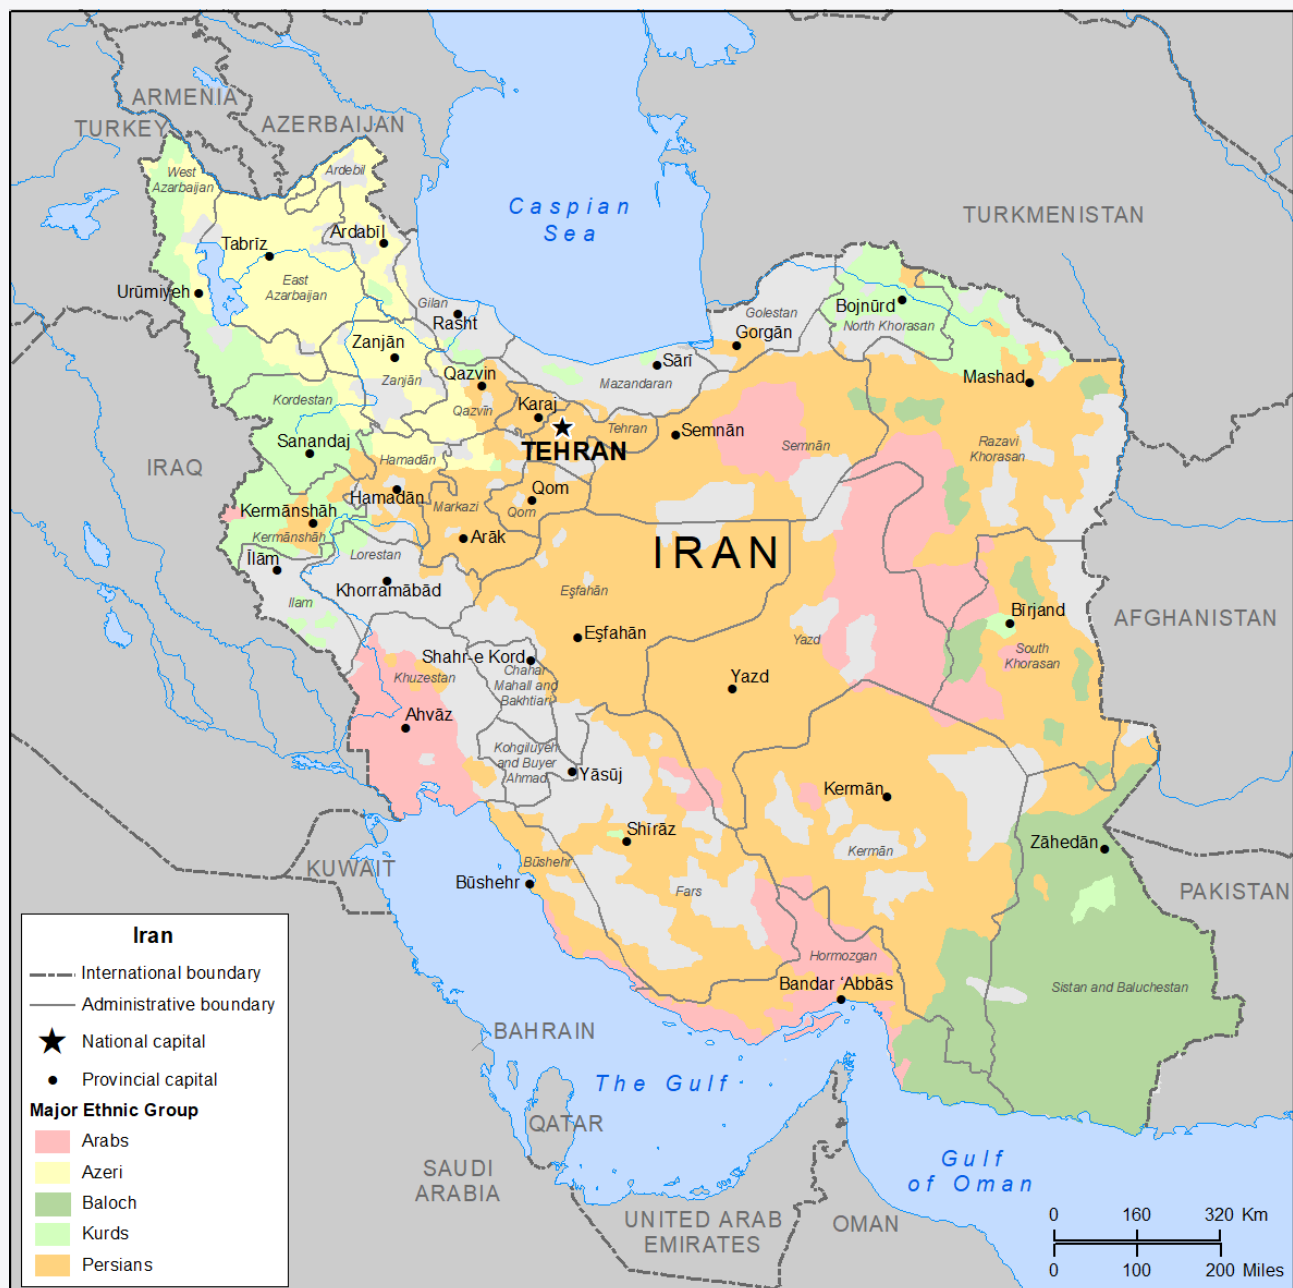 ARMENIA
TURKEY
AZERBAIJAN
West
Azarbaijan
Ardebil
Caspian
Sea
TURKMENISTAN
Tabrīz
Ardabīl
East
Azarbaijan
Urūmīyeh
Gilan
Rasht
Golestan
Gorgān
Bojnūrd
North Khorasan
Zanjān
Zanjān
Qazvin
Qazvīn
Sārī
Mazandaran
Mashad
Kordestan
Karaj
Tehran
TEHRAN
Semnān
Semnān
Razavi
Khorasan
Sanandaj
Hamadān
IRAQ
Hamadān
Markazi
Qom
Qom
Kermānshāh
Kermānshāh
Arāk
IRAN
Īlām
Lorestan
Khorramābād
Ilam
Eşfahān
Eşfahān
Bīrjand
AFGHANISTAN
Yazd
South
Khorasan
Shahr-e Kord
Chahar
Mahall and
Bakhtiari
Khuzestan
Yazd
Ahvāz
Kohgiluyeh
and Buyer
Ahmad
Yāsūj
Kermān
Shīrāz
Kermān
Zāhedān
KUWAIT
Būshehr
Būshehr
Fars
PAKISTAN
Hormozgan
Bandar ‘Abbās
Sistan and Baluchestan
BAHRAIN
The Gulf
QATAR
SAUDI
ARABIA
Gulf
of Oman
UNITED ARAB
EMIRATES
OMAN
Iran
International boundary
Administrative boundary
National capital
Provincial capital
Major Ethnic Group
Arabs
Azeri
Baloch
Kurds
Persians
0 160 320 Km
0 100 200 Miles